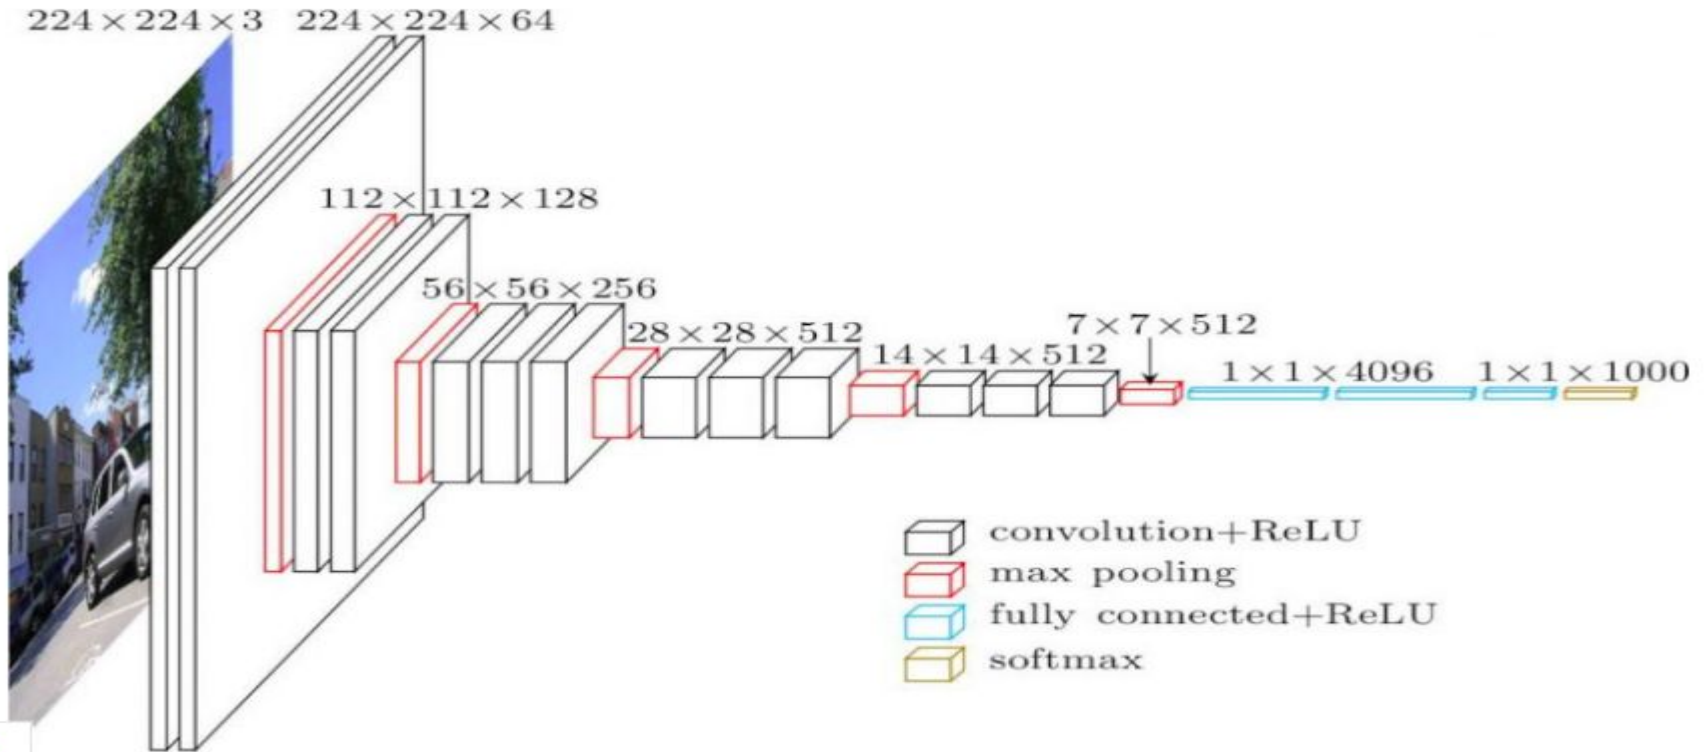 224×224×3
224×224×64
112×112×128
56×56×256
28×28×512
14×14×512
7×7×512
1×1×4096
1×1×1000
convolution+ReLU
max pooling
fully connected+ReLU
softmax